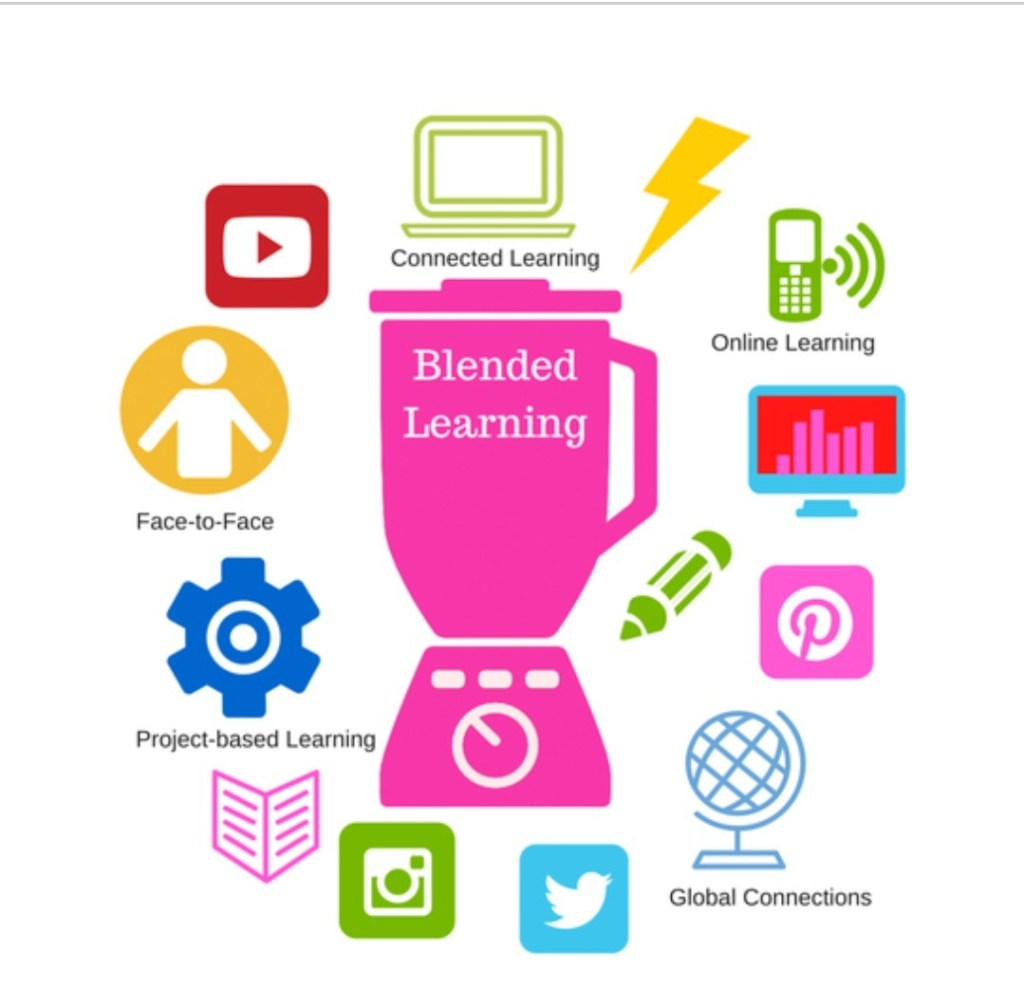 Connected Learning
Online Learning
Blended
Learning
Face-to-Face
Project-based Learning
Global Connections